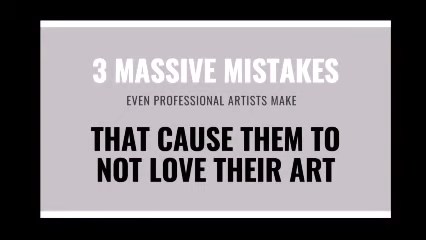 3 MASSIVE MISTAKES
EVEN PROFESSIONAL ARTISTS MAKE
THAT CAUSE THEM TO
NOT LOVE THEIR ART